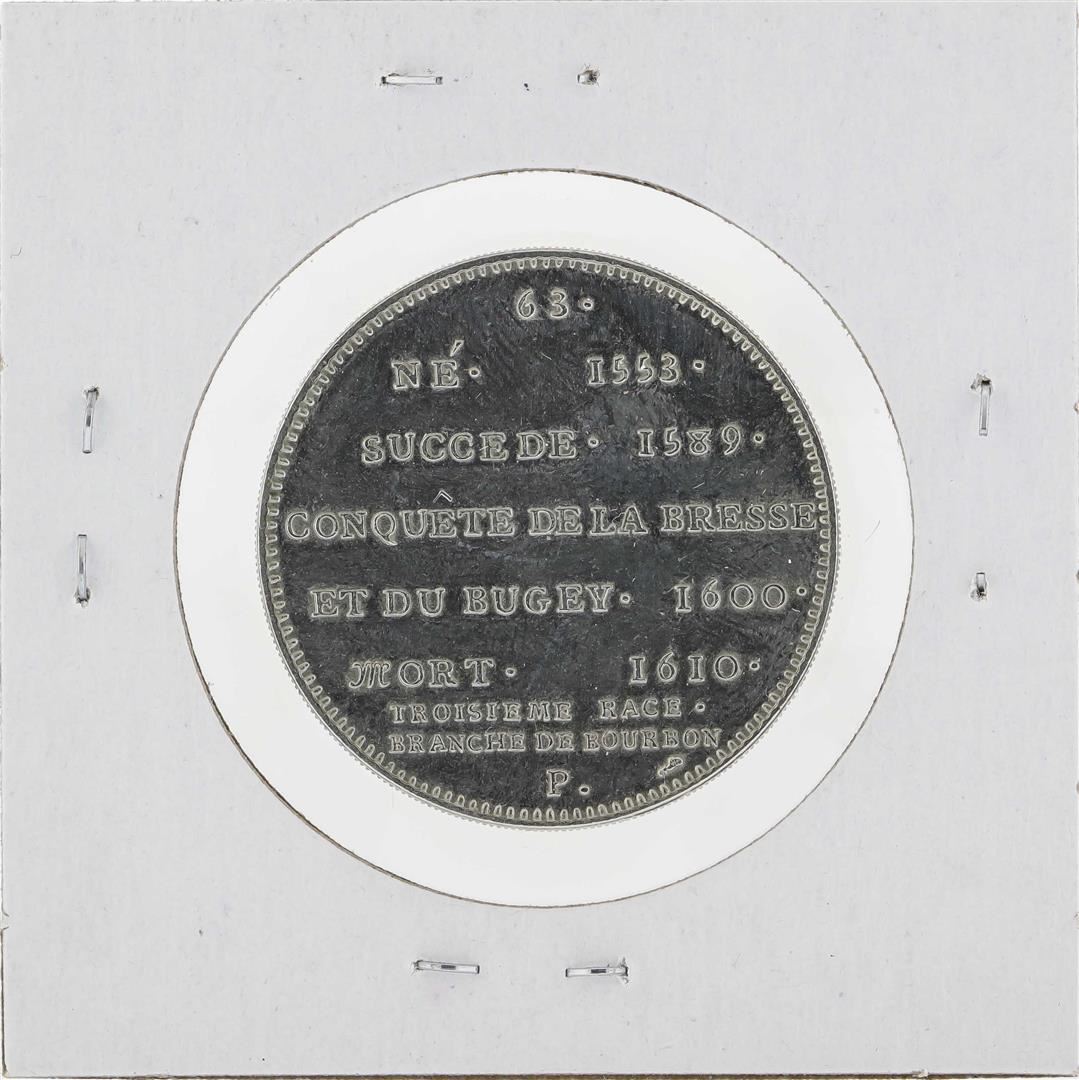 63.
NÉ. 1553.
SUCCEDE. 1589.
CONQUÊTE DE LA BRESSE
ET DU BUGEY. 1600.
MORT. 1610.
TROISIEME RACE.
BRANCHE DE BOURBON
P.